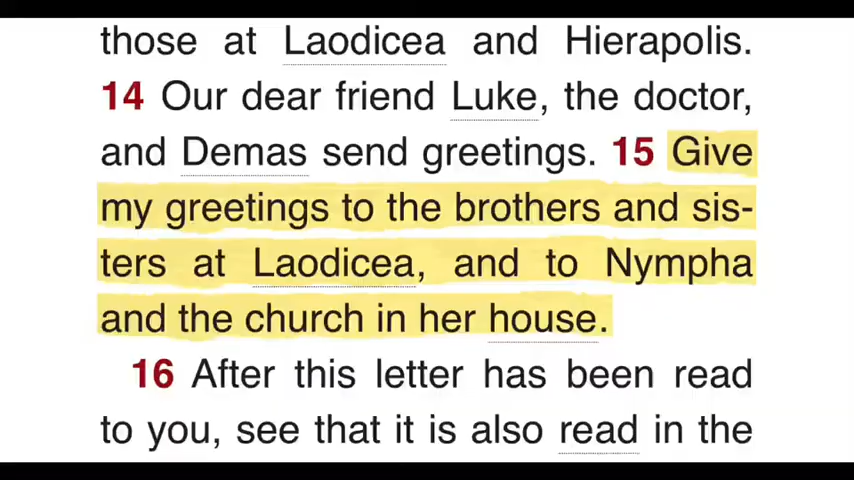 those at Laodicea and Hierapolis.
14 Our dear friend Luke, the doctor,
and Demas send greetings. 15 Give
my greetings to the brothers and sis-
ters at Laodicea, and to Nympha
and the church in her house.
16 After this letter has been read
to you, see that it is also read in the